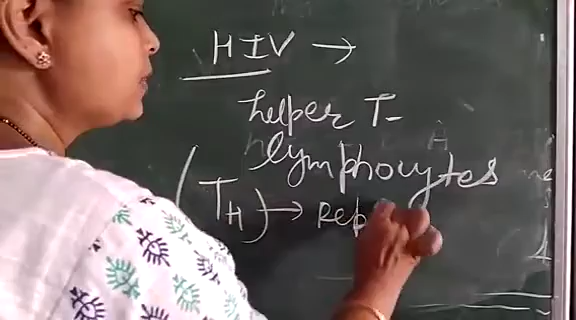 HIV →
helper T-
lymphocytes
(TH) → Rep